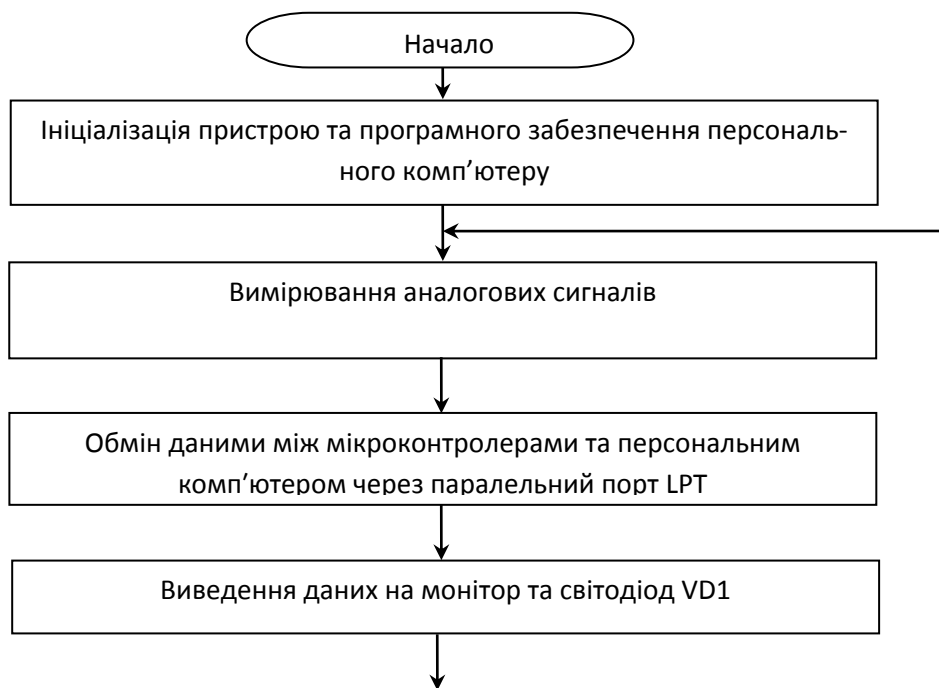 Начало
Ініціалізація пристрою та програмного забезпечення персональ-
ного комп’ютеру
Вимірювання аналогових сигналів
Обмін даними між мікроконтролерами та персональним
комп’ютером через паралельний порт LPT
Виведення даних на монітор та світодіод VD1